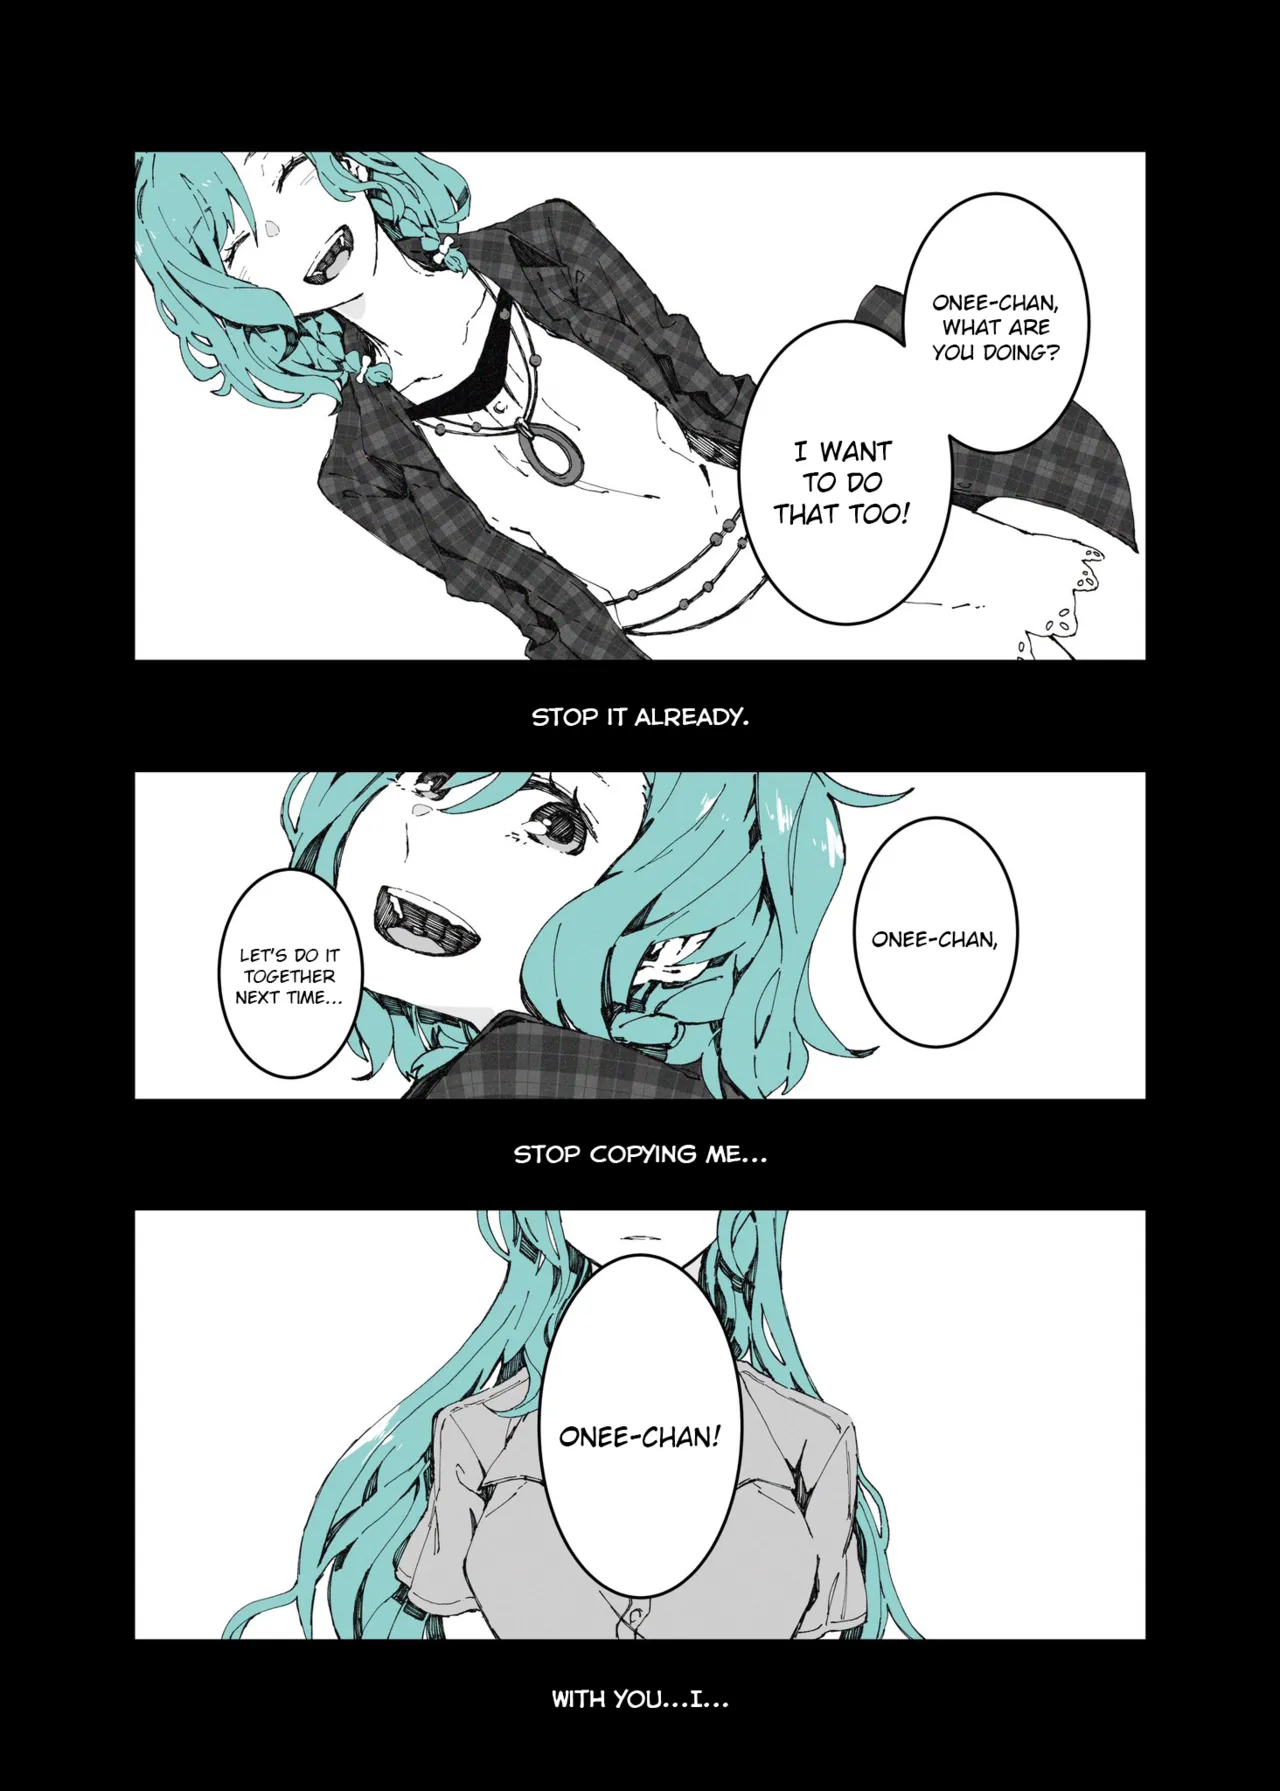 ONEE-CHAN,
WHAT ARE
YOU DOING?
I WANT
TO DO
THAT TOO!
STOP IT ALREADY.
ONEE-CHAN,
LET'S DO IT
TOGETHER
NEXT TIME...
STOP COPYING ME...
ONEE-CHAN!
WITH YOU...I...